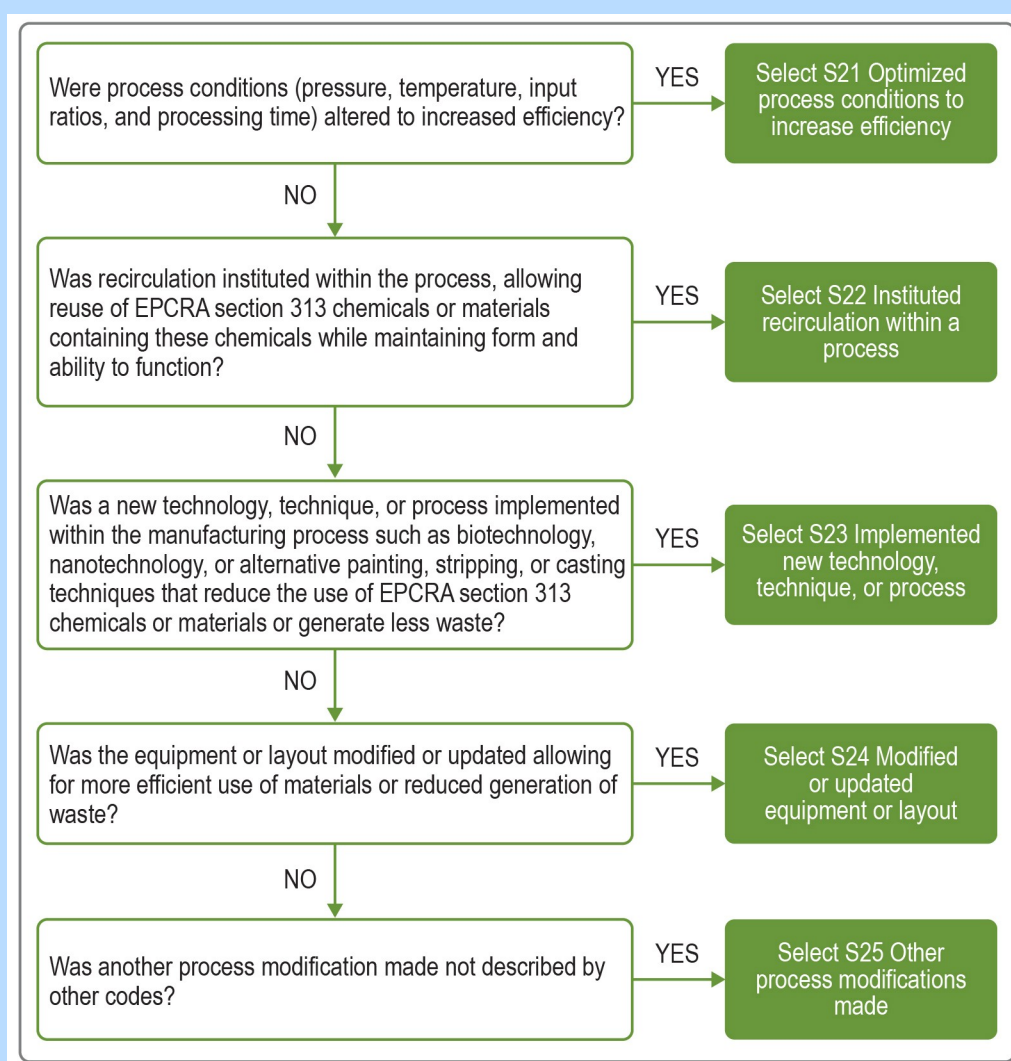 Were process conditions (pressure, temperature, input
ratios, and processing time) altered to increased efficiency?
YES
Select S21 Optimized
process conditions to
increase efficiency
NO
Was recirculation instituted within the process, allowing
reuse of EPCRA section 313 chemicals or materials
containing these chemicals while maintaining form and
ability to function?
YES
Select S22 Instituted
recirculation within a
process
NO
Was a new technology, technique, or process implemented
within the manufacturing process such as biotechnology,
nanotechnology, or alternative painting, stripping, or casting
techniques that reduce the use of EPCRA section 313
chemicals or materials or generate less waste?
YES
Select S23 Implemented
new technology,
technique, or process
NO
Was the equipment or layout modified or updated allowing
for more efficient use of materials or reduced generation of
waste?
YES
Select S24 Modified
or updated
equipment or layout
NO
Was another process modification made not described by
other codes?
YES
Select S25 Other
process modifications
made